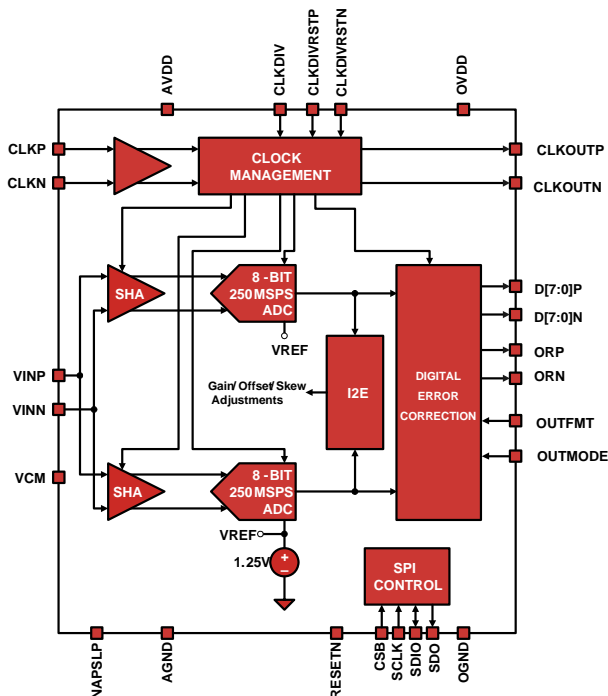 AVDD
CLKDIV
CLKDIVRSTP
CLKDIVRSTN
OVDD
CLKP
CLKN
CLOCK
MANAGEMENT
CLKOUTP
CLKOUTN
SHA
8-BIT
250MSPS
ADC
VREF
D[7:0]P
D[7:0]N
ORP
ORN
VINP
VINN
Gain/Offset/Skew
Adjustments
I2E
DIGITAL
ERROR
CORRECTION
OUTFMT
OUTMODE
VCM
SHA
8-BIT
250MSPS
ADC
VREF
1.25V
+
–
SPI
CONTROL
NAPSLP
AGND
RESETN
CSB
SCLK
SDIO
SDO
OGND